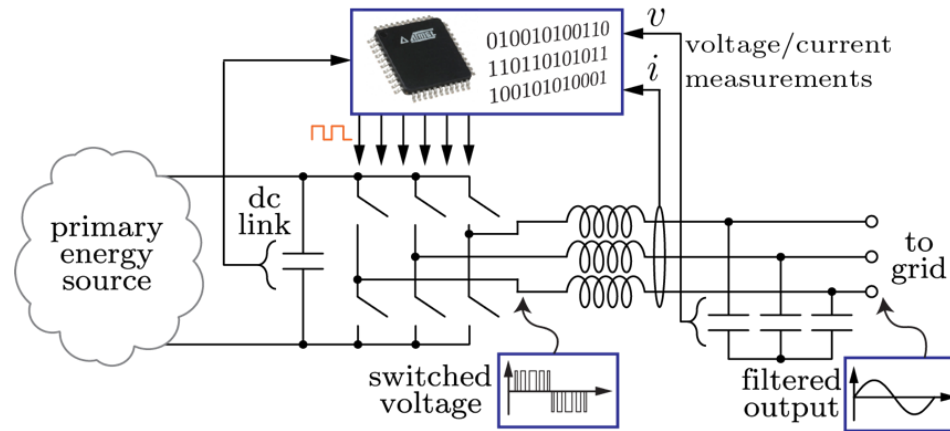 010010100110
110110101011
100101010001
v
i
voltage/current
measurements
primary
energy
source
dc
link
to
grid
switched
voltage
filtered
output